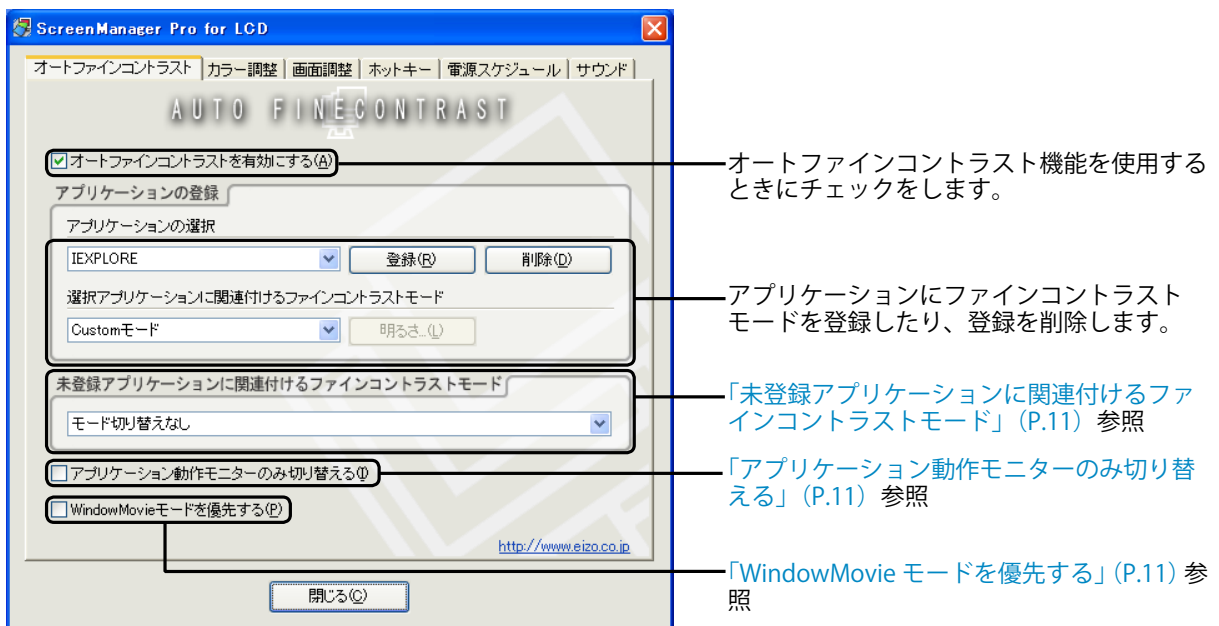 ScreenManager Pro for LCD
オートファインコントラスト カラー調整 画面調整 ホットキー 電源スケジュール サウンド
AUTO FINECONTRAST
オートファインコントラストを有効にする(A)
オートファインコントラスト機能を使用する
ときにチェックをします。
アプリケーションの登録
アプリケーションの選択
IEXPLORE 登録(R) 削除(D)
選択アプリケーションに関連付けるファインコントラストモード
Customモード 明るさ...(L)
アプリケーションにファインコントラスト
モードを登録したり、登録を削除します。
未登録アプリケーションに関連付けるファインコントラストモード
モード切り替えなし
「未登録アプリケーションに関連付けるファ
インコントラストモード」（P.11）参照
アプリケーション動作モニターのみ切り替える(I)
「アプリケーション動作モニターのみ切り替
える」（P.11）参照
WindowMovieモードを優先する(P)
http://www.eizo.co.jp
「WindowMovie モードを優先する」（P.11）参
照
閉じる(C)